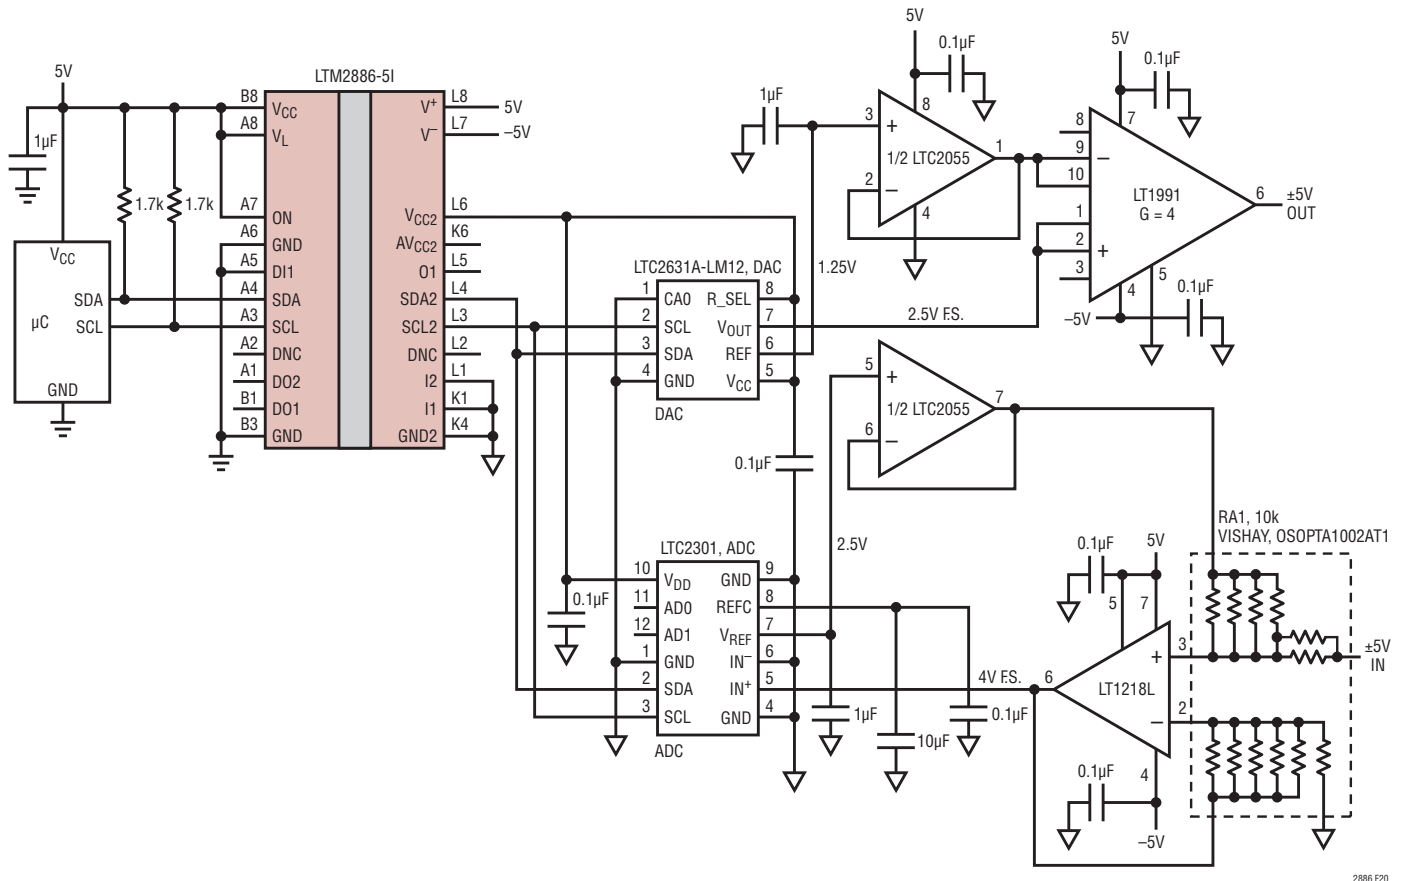 5V
1µF
1.7k
1.7k
VCC
µC
SDA
SCL
GND
LTM2886-5I
B8
VCC
A8
VL
A7
ON
A6
GND
A5
DI1
A4
SDA
A3
SCL
A2
DNC
A1
DO2
B1
DO1
B3
GND
V+
L8
5V
V–
L7
–5V
VCC2
L6
AVCC2
K6
O1
L5
SDA2
L4
SCL2
L3
DNC
L2
I2
L1
I1
K1
GND2
K4
LTC2631A-LM12, DAC
1
CA0
R_SEL
8
2
SCL
VOUT
7
3
SDA
REF
6
4
GND
VCC
5
DAC
0.1µF
1.25V
2.5V F.S.
1µF
5V
0.1µF
8
3
+
1/2 LTC2055
1
2
–
4
5V
0.1µF
7
8
9
–
10
LT1991
G = 4
6
±5V
OUT
1
2
+
3
5
4
–5V
0.1µF
5
+
1/2 LTC2055
7
6
–
2.5V
LTC2301, ADC
10
VDD
GND
9
11
AD0
REFC
8
12
AD1
VREF
7
1
GND
IN–
6
2
SDA
IN+
5
3
SCL
GND
4
ADC
0.1µF
1µF
10µF
0.1µF
4V F.S.
RA1, 10k
VISHAY, OSOPTA1002AT1
5V
0.1µF
5
7
+
3
±5V
IN
6
LT1218L
–
2
0.1µF
4
–5V
2886 F20